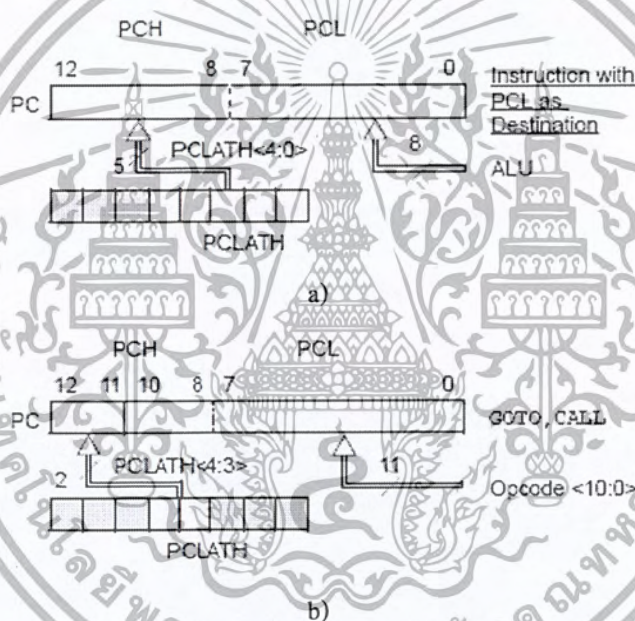 PCH PCL
12 8 7 0
PC
Instruction with
PCL as
Destination
5 PCLATH<4:0> 8
ALU
PCLATH
a)
PCH PCL
12 11 10 8 7 0
PC
GOTO, CALL
2 PCLATH<4:3> 11
Opcode <10:0>
PCLATH
b)